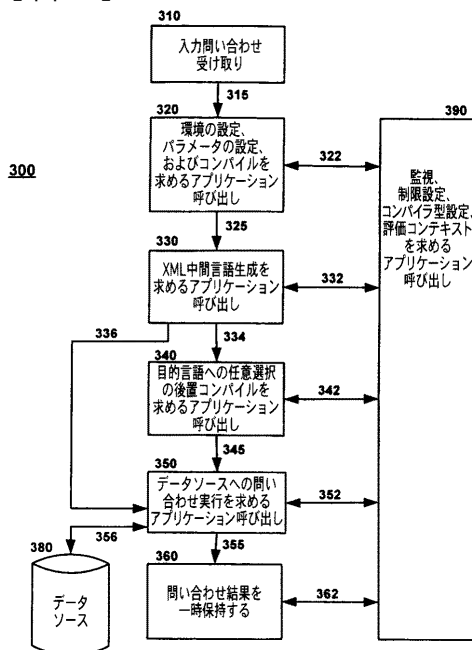 310
入力問い合わせ
受け取り
315
320
環境の設定、
パラメータの設定、
およびコンパイルを
求めるアプリケーション
呼び出し
322
390
監視、
制限設定、
コンパイラ型設定、
評価コンテキスト
を求める
アプリケーション
呼び出し
300
325
330
XML中間言語生成を
求めるアプリケーション
呼び出し
332
336
334
340
目的言語への任意選択
の後置コンパイルを
求めるアプリケーション
呼び出し
342
345
350
データソースへの問い
合わせ実行を求める
アプリケーション呼び出し
352
380
356
355
360
問い合わせ結果を
一時保持する
362
データ
ソース